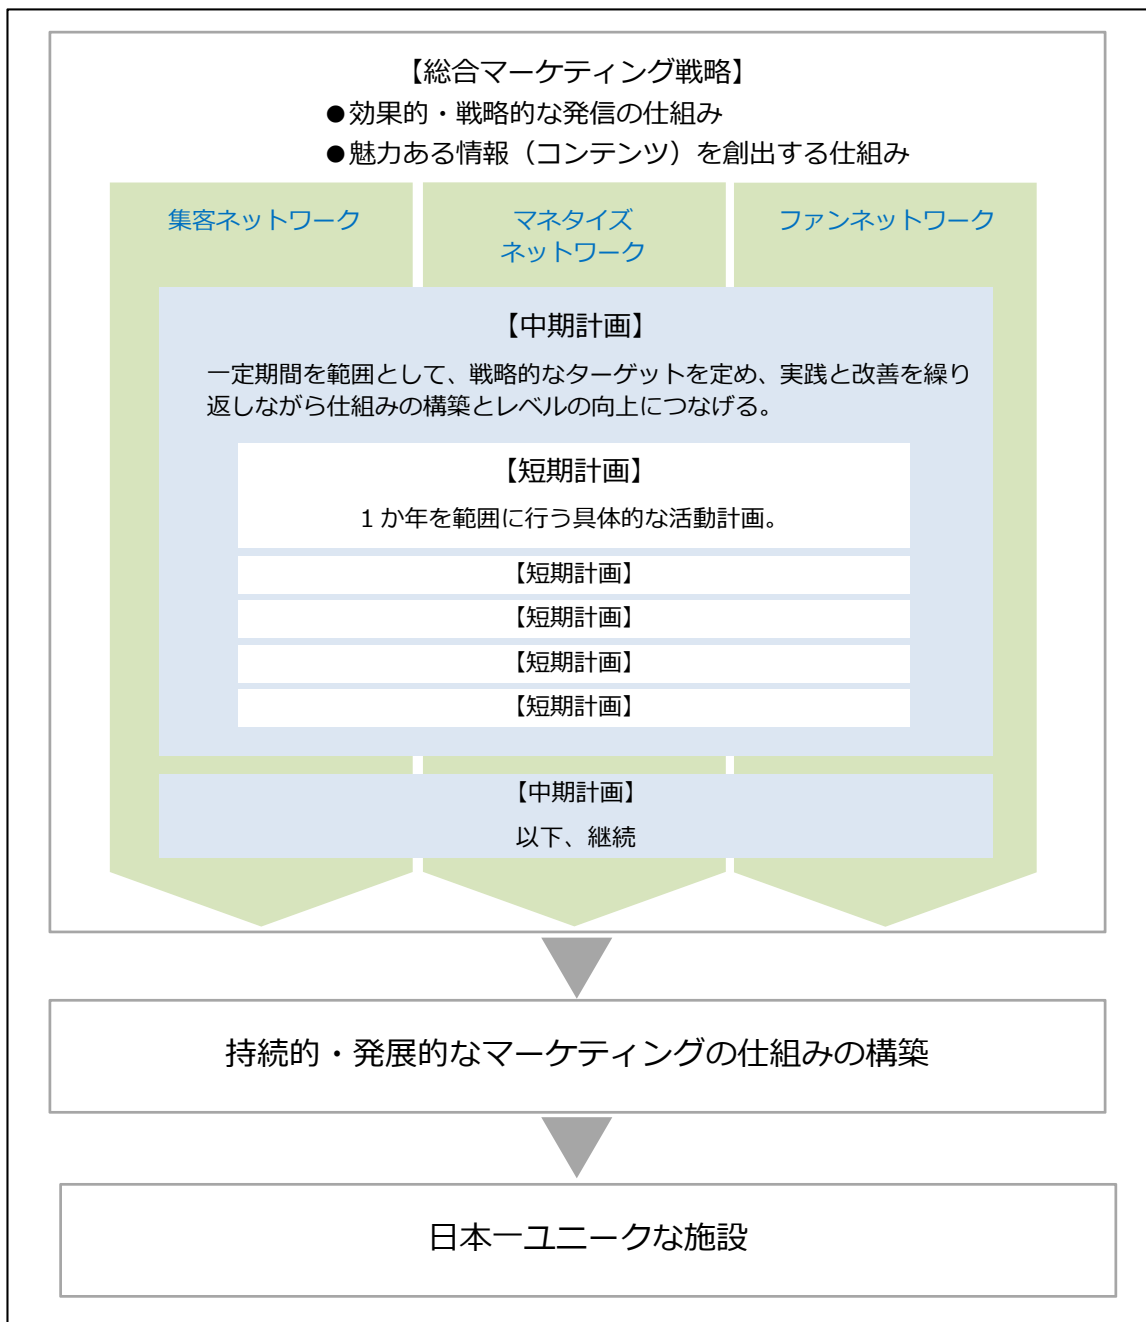 【総合マーケティング戦略】
●効果的・戦略的な発信の仕組み
●魅力ある情報（コンテンツ）を創出する仕組み
集客ネットワーク
マネタイズ
ネットワーク
ファンネットワーク
【中期計画】
一定期間を範囲として、戦略的なターゲットを定め、実践と改善を繰り
返しながら仕組みの構築とレベルの向上につなげる。
【短期計画】
１か年を範囲に行う具体的な活動計画。
【短期計画】
【短期計画】
【短期計画】
【短期計画】
【中期計画】
以下、継続
持続的・発展的なマーケティングの仕組みの構築
日本一ユニークな施設